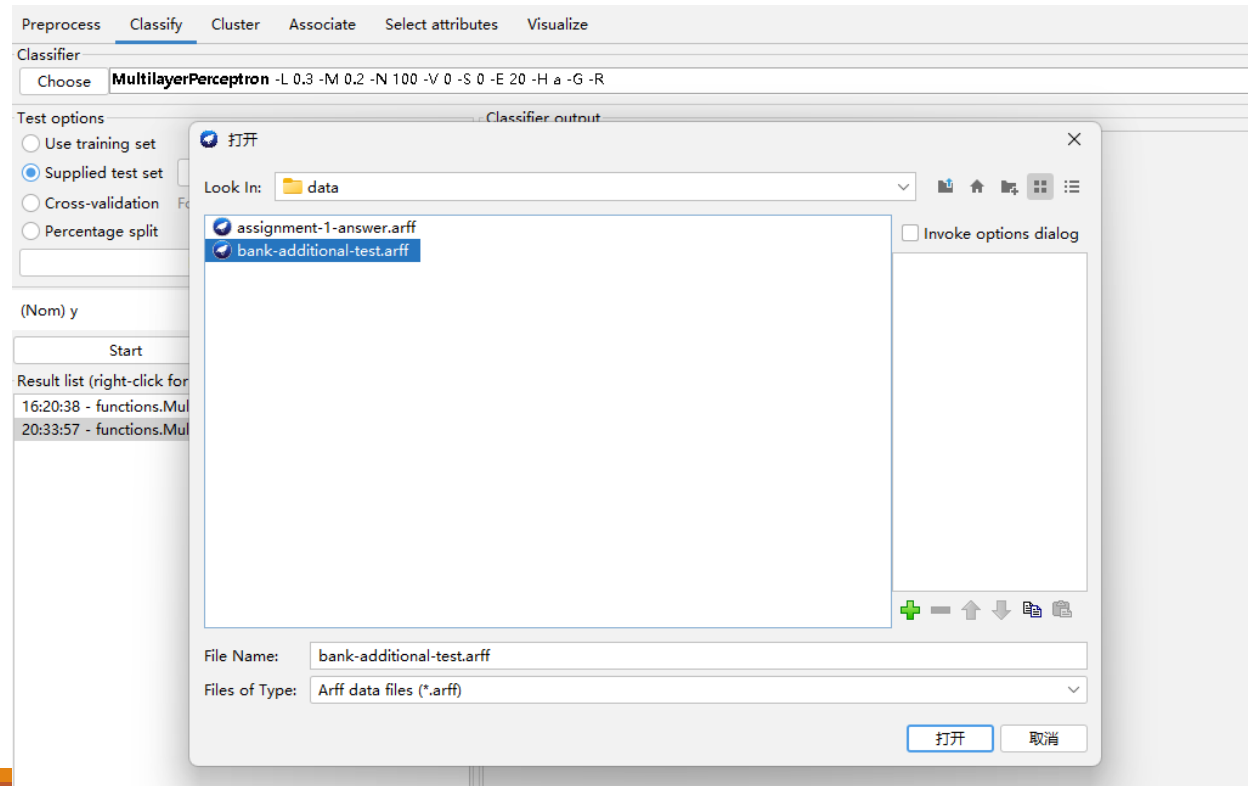 Preprocess Classify Cluster Associate Select attributes Visualize
Classifier
Choose MultilayerPerceptron -L 0.3 -M 0.2 -N 100 -V 0 -S 0 -E 20 -H a -G -R
Test options
Classifier output
Use training set
Supplied test set
Cross-validation
Percentage split
(Nom) y
Start
Result list (right-click for
16:20:38 - functions.Mul
20:33:57 - functions.Mul
打开
Look In: data
assignment-1-answer.arff
bank-additional-test.arff
Invoke options dialog
File Name: bank-additional-test.arff
Files of Type: Arff data files (*.arff)
打开 取消